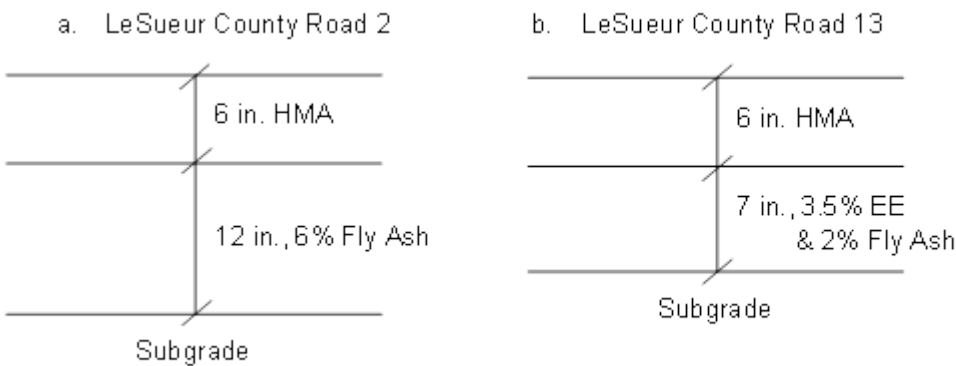 a. LeSueur County Road 2
6 in. HMA
12 in., 6% Fly Ash
Subgrade
b. LeSueur County Road 13
6 in. HMA
7 in., 3.5% EE
& 2% Fly Ash
Subgrade